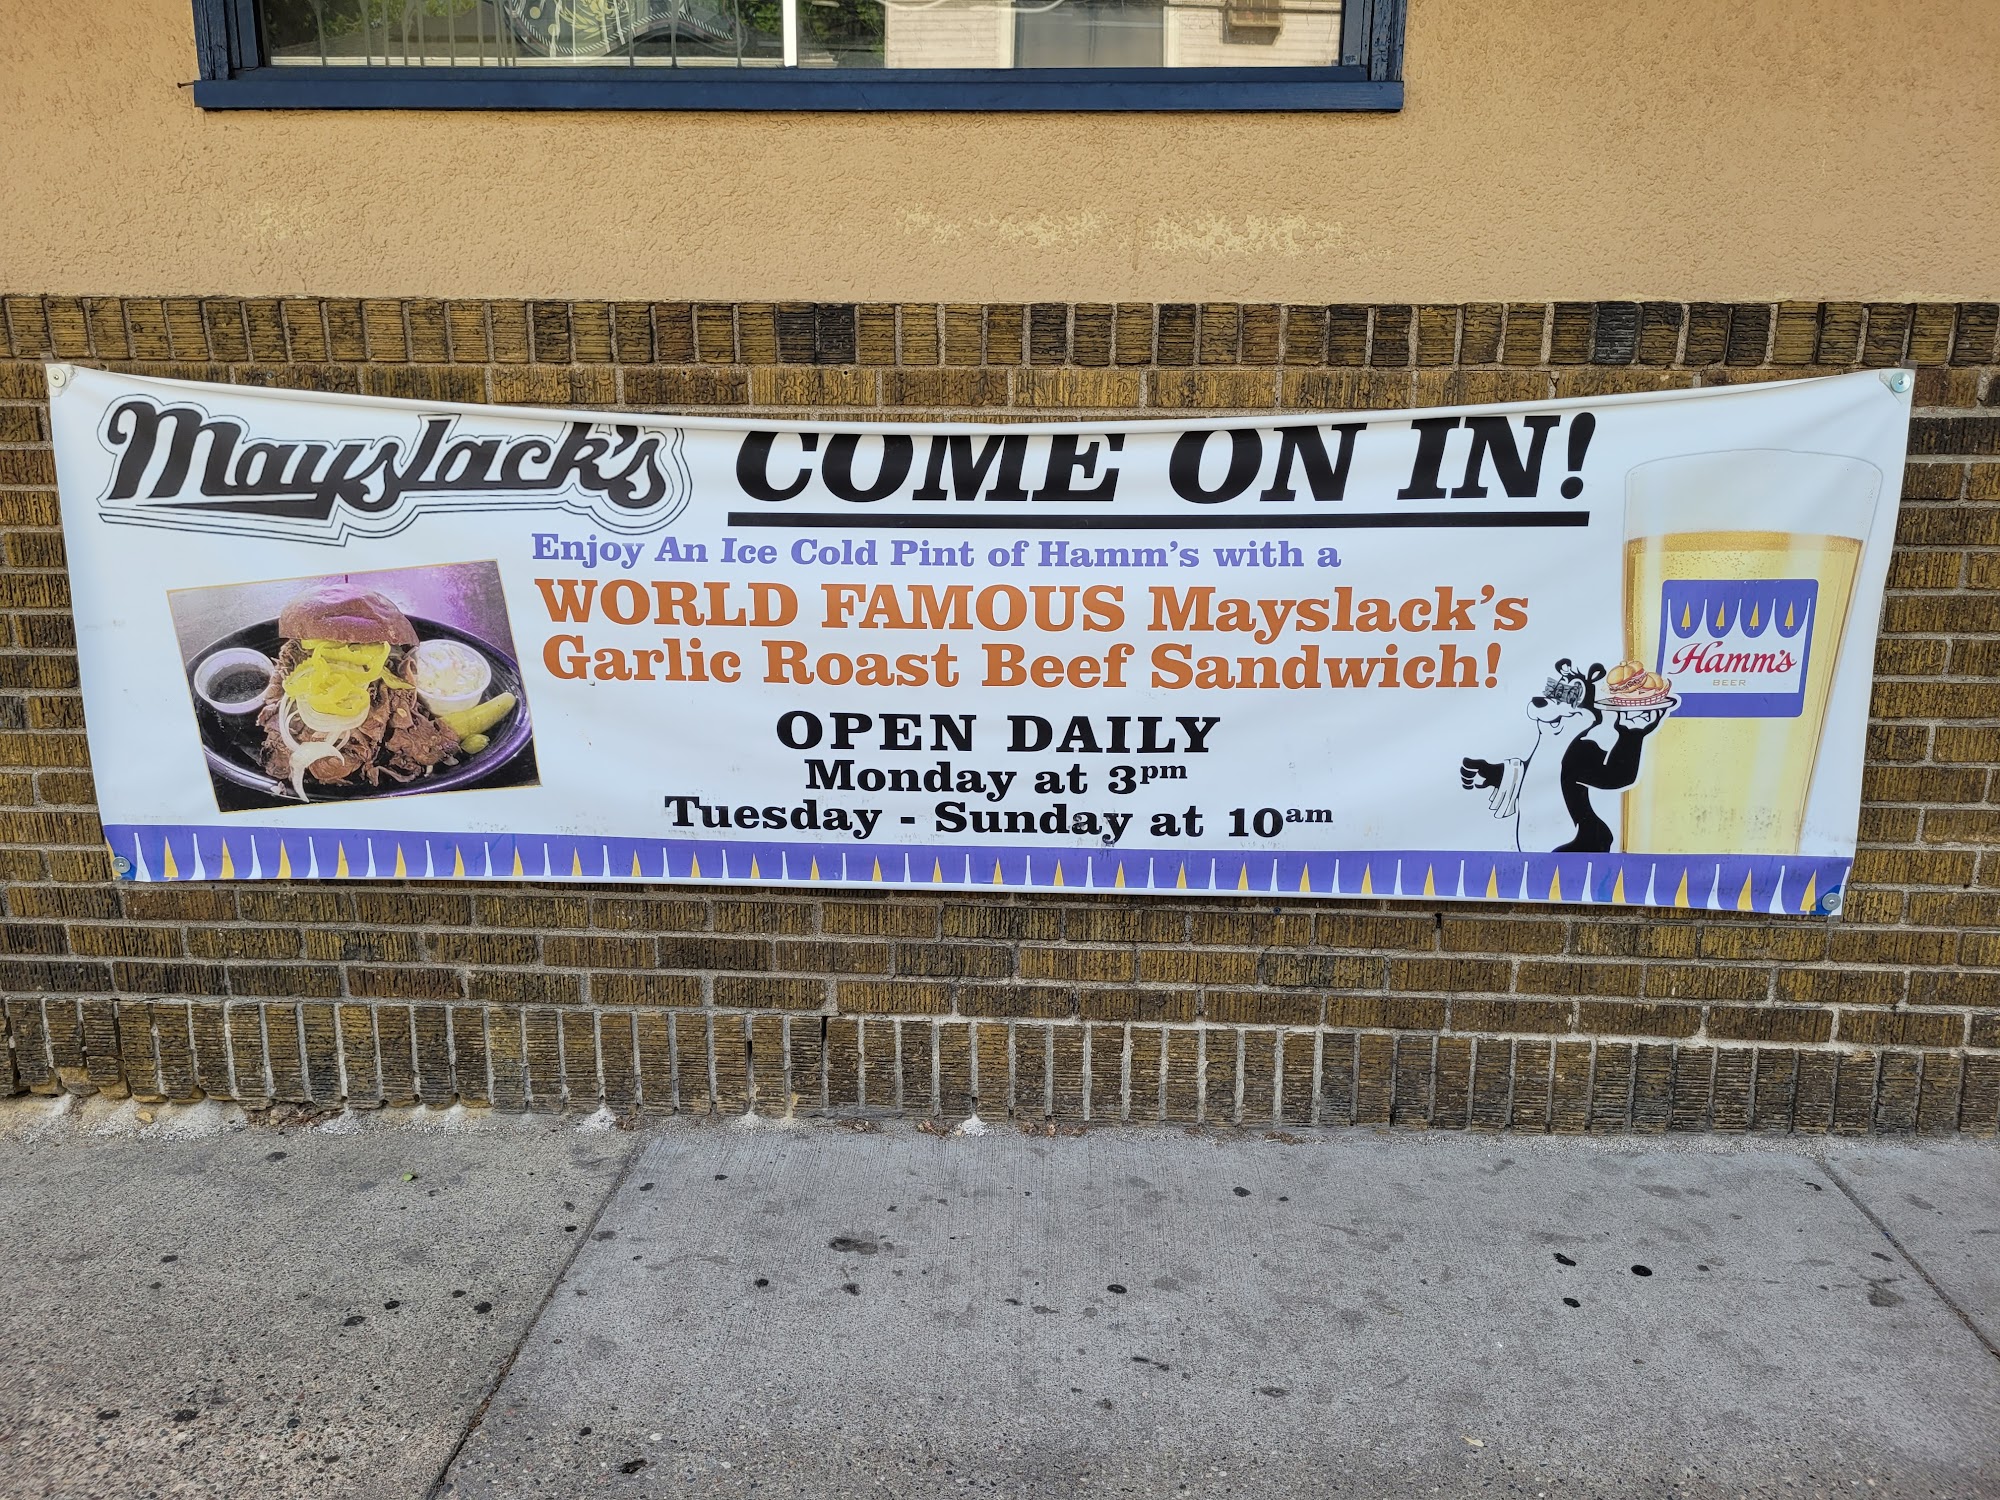 Mayslack's
COME ON IN!
Enjoy An Ice Cold Pint of Hamm's with a
WORLD FAMOUS Mayslack's
Garlic Roast Beef Sandwich!
OPEN DAILY
Monday at 3pm
Tuesday - Sunday at 10am
Hamm's
BEER